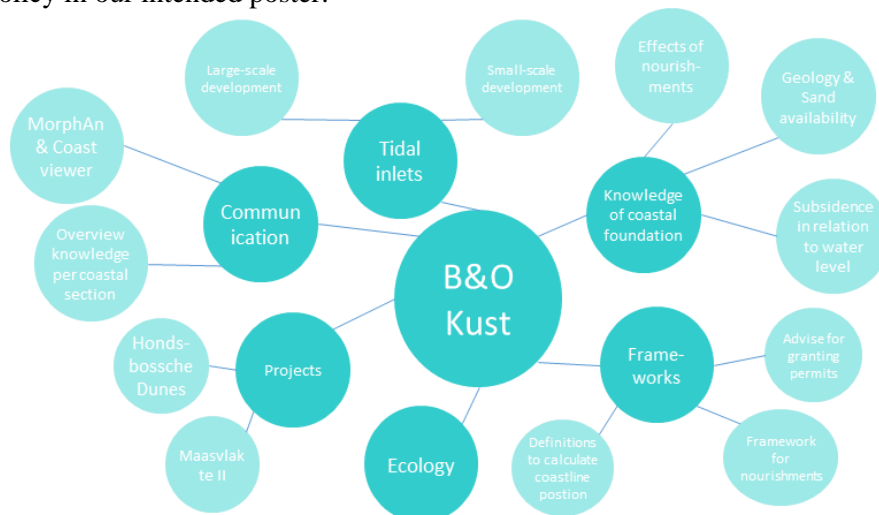 olicy in our intended poster.
Large-scale
development
Small-scale
development
Effects of
nourish-
ments
Geology &
Sand
availability
MorphAn
& Coast
viewer
Tidal
inlets
Commun
ication
Knowledge
of coastal
foundation
Subsidence
in relation
to water
level
Overview
knowledge
per coastal
section
B&O
Kust
Honds-
bossche
Dunes
Projects
Frame-
works
Advise for
granting
permits
Maasvlak
te II
Ecology
Definitions
to calculate
coastline
postion
Framework
for
nourishments